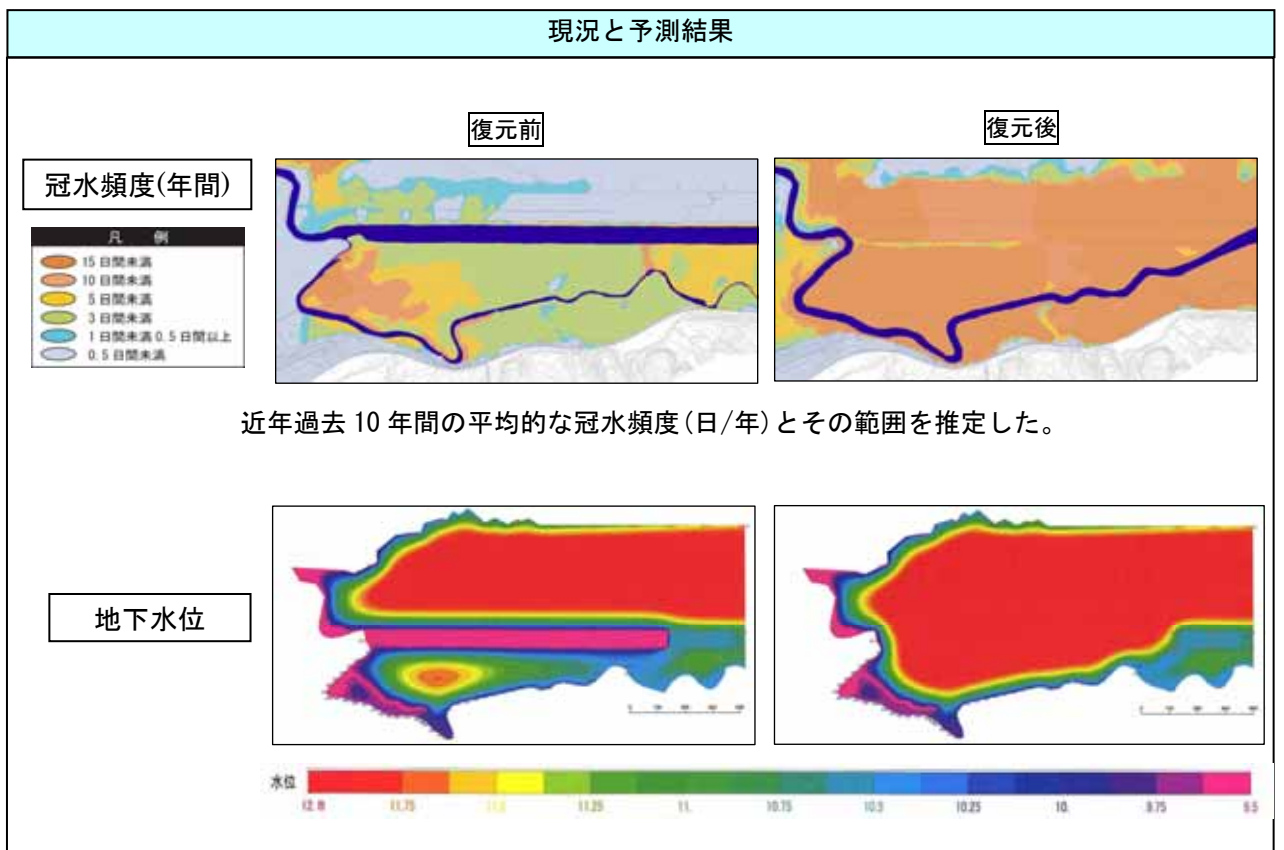 現況と予測結果
復元前
復元後
冠水頻度(年間)
凡 例
15日間未満
10日間未満
5日間未満
3日間未満
1日間未満0.5日間以上
0.5日間未満
近年過去 10 年間の平均的な冠水頻度(日/年)とその範囲を推定した。
地下水位
水位
11.75 11.25 11. 10.75 10.5 10.25 10. 9.75 9.5